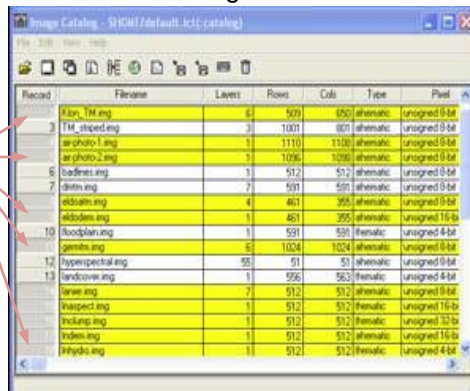 Image Catalog - $HOME/default.ict(:catalog)
File Edit View Help
Record Filename Layers Rows Cols Type Pixel
Klon_TM.img 6 509 650 athematic unsigned 8-bit
3 TM_striped.img 3 1001 801 athematic unsigned 8-bit
air-photo-1.img 1 1110 1108 athematic unsigned 8-bit
air-photo-2.img 1 1096 1098 athematic unsigned 8-bit
6 badlines.img 1 512 512 athematic unsigned 8-bit
7 dmtm.img 7 591 591 athematic unsigned 8-bit
eldoatm.img 4 461 355 athematic unsigned 8-bit
eldodem.img 1 461 355 athematic unsigned 16-bi
10 floodplain.img 1 591 591 thematic unsigned 4-bit
germtm.img 6 1024 1024 athematic unsigned 8-bit
12 hyperspectral.img 55 51 51 athematic unsigned 8-bit
13 landcover.img 1 556 563 thematic unsigned 4-bit
lanier.img 7 512 512 athematic unsigned 8-bit
lnaspect.img 1 512 512 thematic unsigned 16-bi
lnclump.img 1 512 512 thematic unsigned 32-bi
lndem.img 1 512 512 athematic unsigned 16-bi
lnhydro.img 1 512 512 thematic unsigned 4-bit